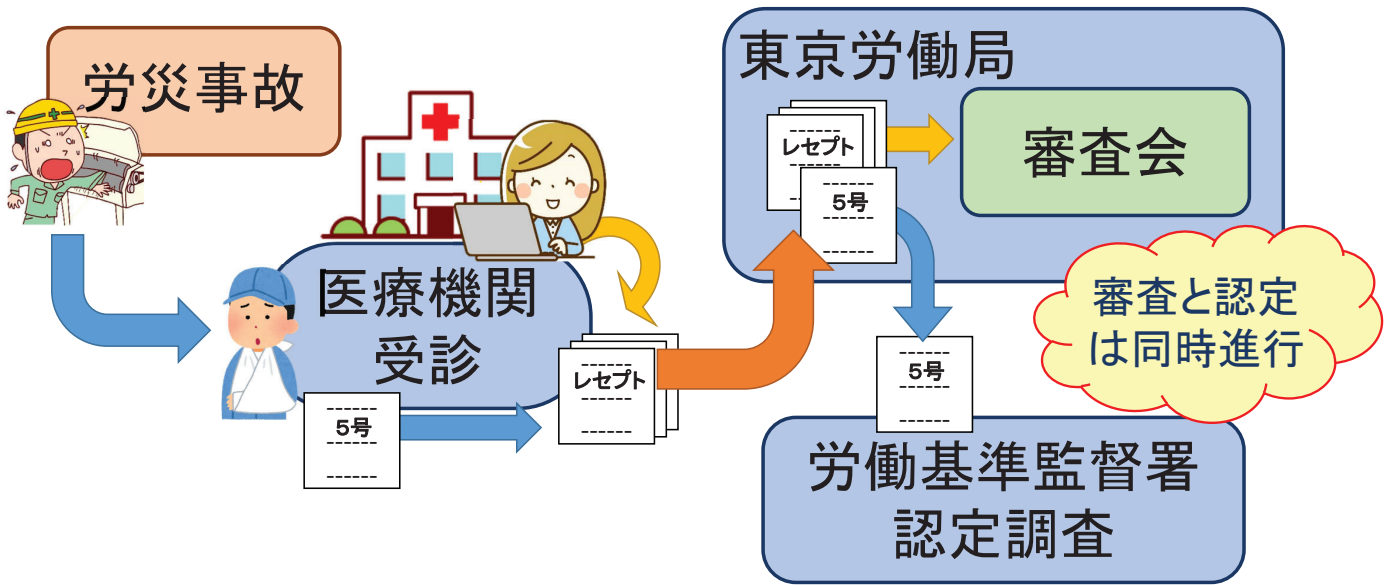 労災事故
医療機関
受診
5号
レセプト
東京労働局
レセプト
5号
審査会
審査と認定
は同時進行
5号
労働基準監督署
認定調査